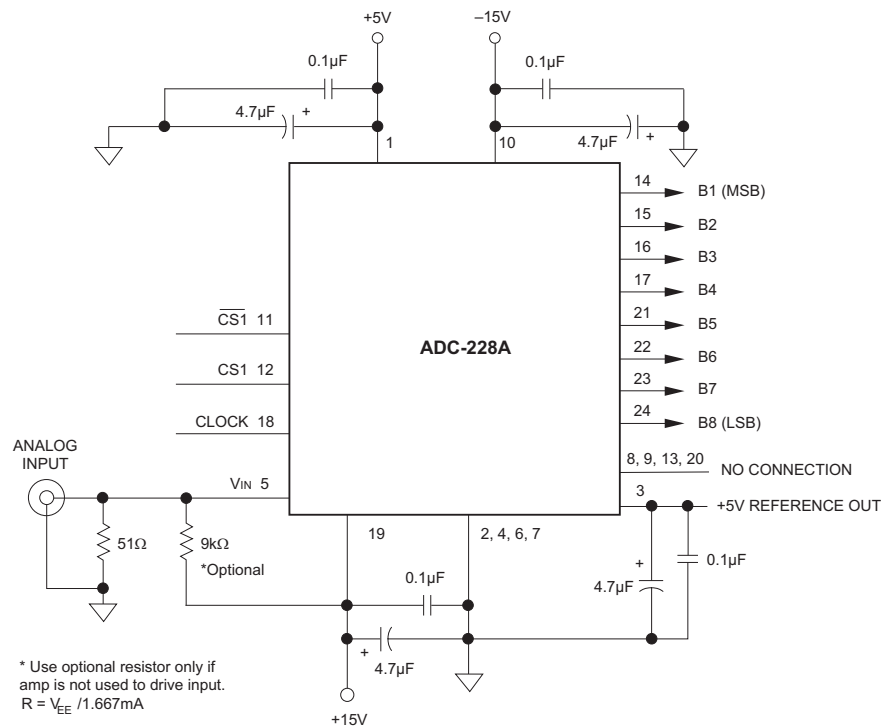 +5V
–15V
0.1µF
0.1µF
4.7µF
+
4.7µF
+
1
10
14
B1 (MSB)
15
B2
16
B3
17
B4
21
B5
22
B6
23
B7
24
B8 (LSB)
8, 9, 13, 20
NO CONNECTION
3
+5V REFERENCE OUT
ADC-228A
CS1 11
CS1 12
CLOCK 18
ANALOG
INPUT
VIN 5
19
2, 4, 6, 7
51Ω
9kΩ
*Optional
0.1µF
+
4.7µF
+
4.7µF
0.1µF
+15V
* Use optional resistor only if
amp is not used to drive input.
R = VEE /1.667mA